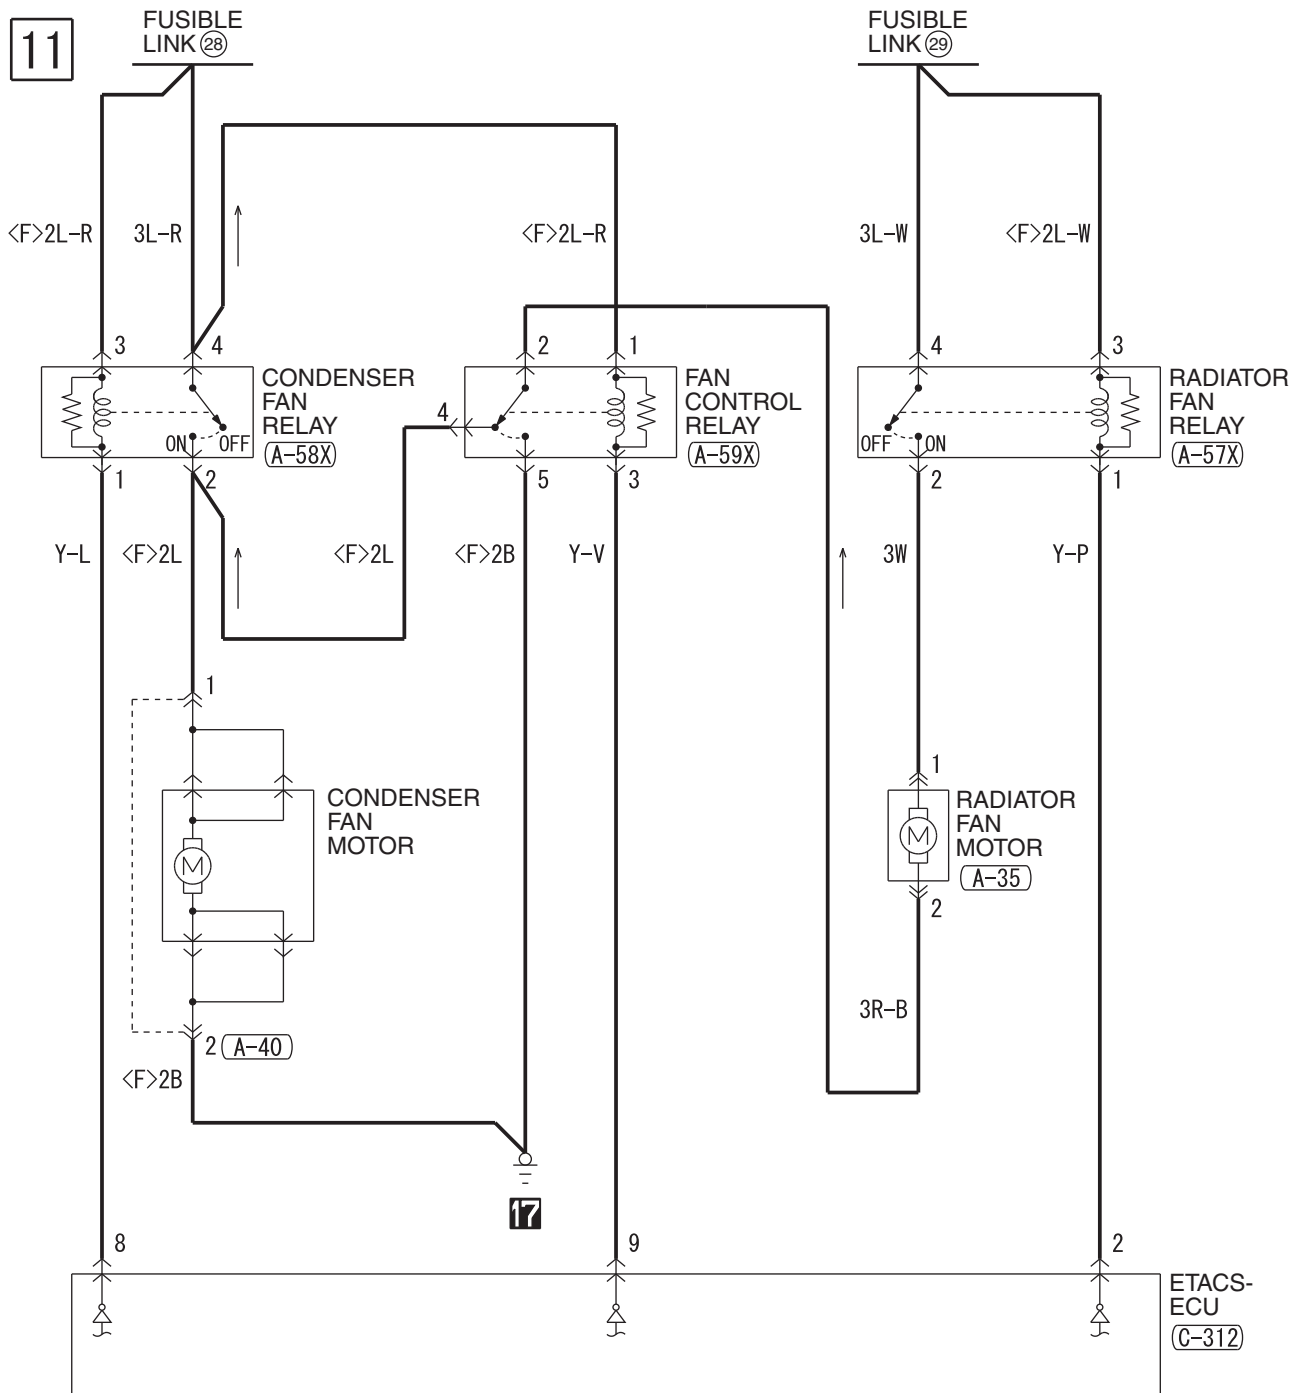 11
FUSIBLE
LINK 28
FUSIBLE
LINK 29
<F>2L-R
3L-R
<F>2L-R
3L-W
<F>2L-W
3
4
2
1
4
3
CONDENSER
FAN
RELAY
A-58X
ON
OFF
4
FAN
CONTROL
RELAY
A-59X
OFF
ON
RADIATOR
FAN
RELAY
A-57X
1
2
5
3
2
1
Y-L
<F>2L
<F>2L
<F>2B
Y-V
3W
Y-P
1
CONDENSER
FAN
MOTOR
M
1
RADIATOR
FAN
MOTOR
A-35
M
2
3R-B
2
A-40
<F>2B
17
8
9
2
ETACS-
ECU
C-312